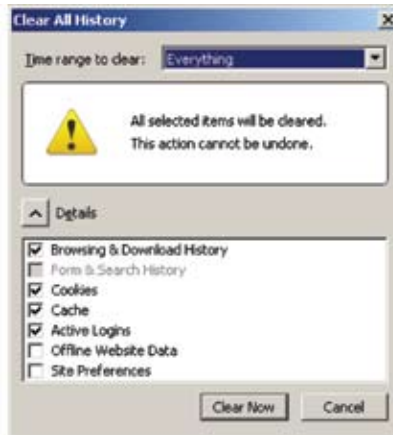 Clear All History
Time range to clear: Everything
All selected items will be cleared.
This action cannot be undone.
Details
Browsing & Download History
Form & Search History
Cookies
Cache
Active Logins
Offline Website Data
Site Preferences
Clear Now Cancel